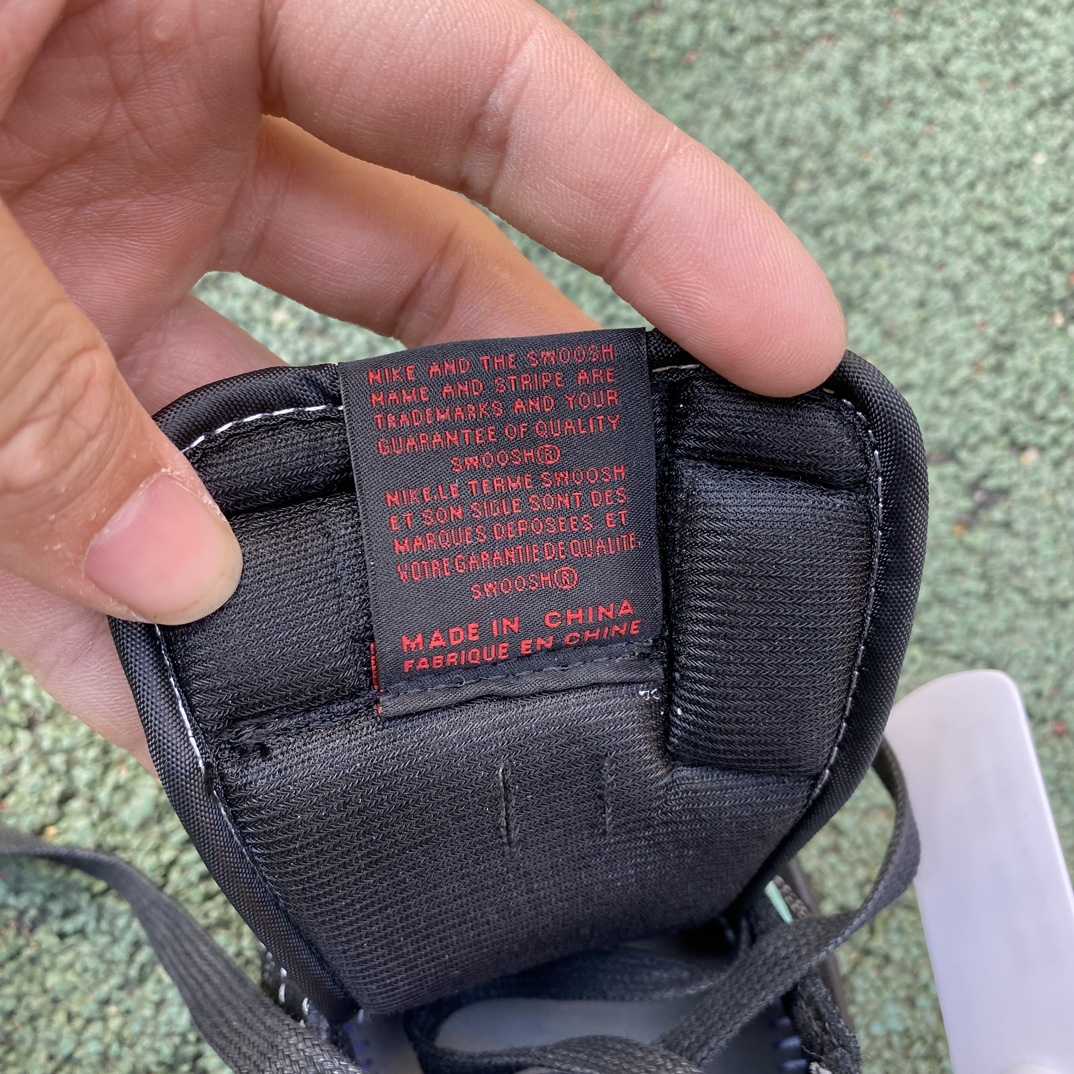 NIKE AND THE SWOOSH
NAME AND STRIPE ARE
TRADEMARKS AND YOUR
GUARANTEE OF QUALITY
SWOOSH®
NIKE.LE TERME SWOOSH
ET SON SIGLE SONT DES
MARQUES DEPOSEES ET
VOTRE GARANTIE DE QUALITE.
SWOOSH®
MADE IN CHINA
FABRIQUE EN CHINE